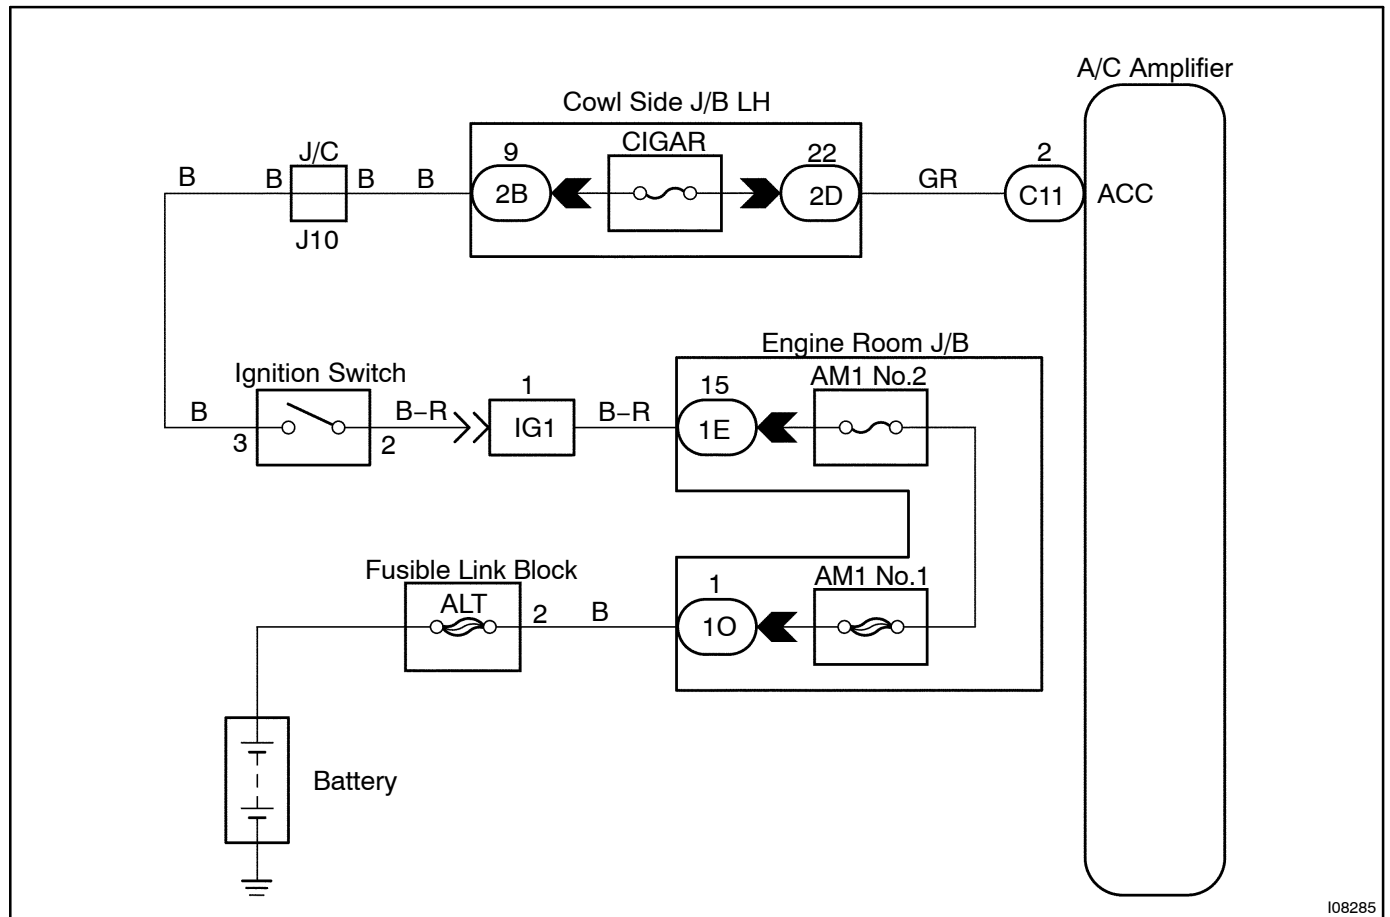 A/C Amplifier
Cowl Side J/B LH
J/C
9
CIGAR
22
2
B
B
B
B
2B
2D
GR
C11
ACC
J10
Engine Room J/B
Ignition Switch
1
15
AM1 No.2
B
B–R
IG1
B–R
1E
3
2
Fusible Link Block
1
AM1 No.1
ALT
2
B
1O
Battery
I08285